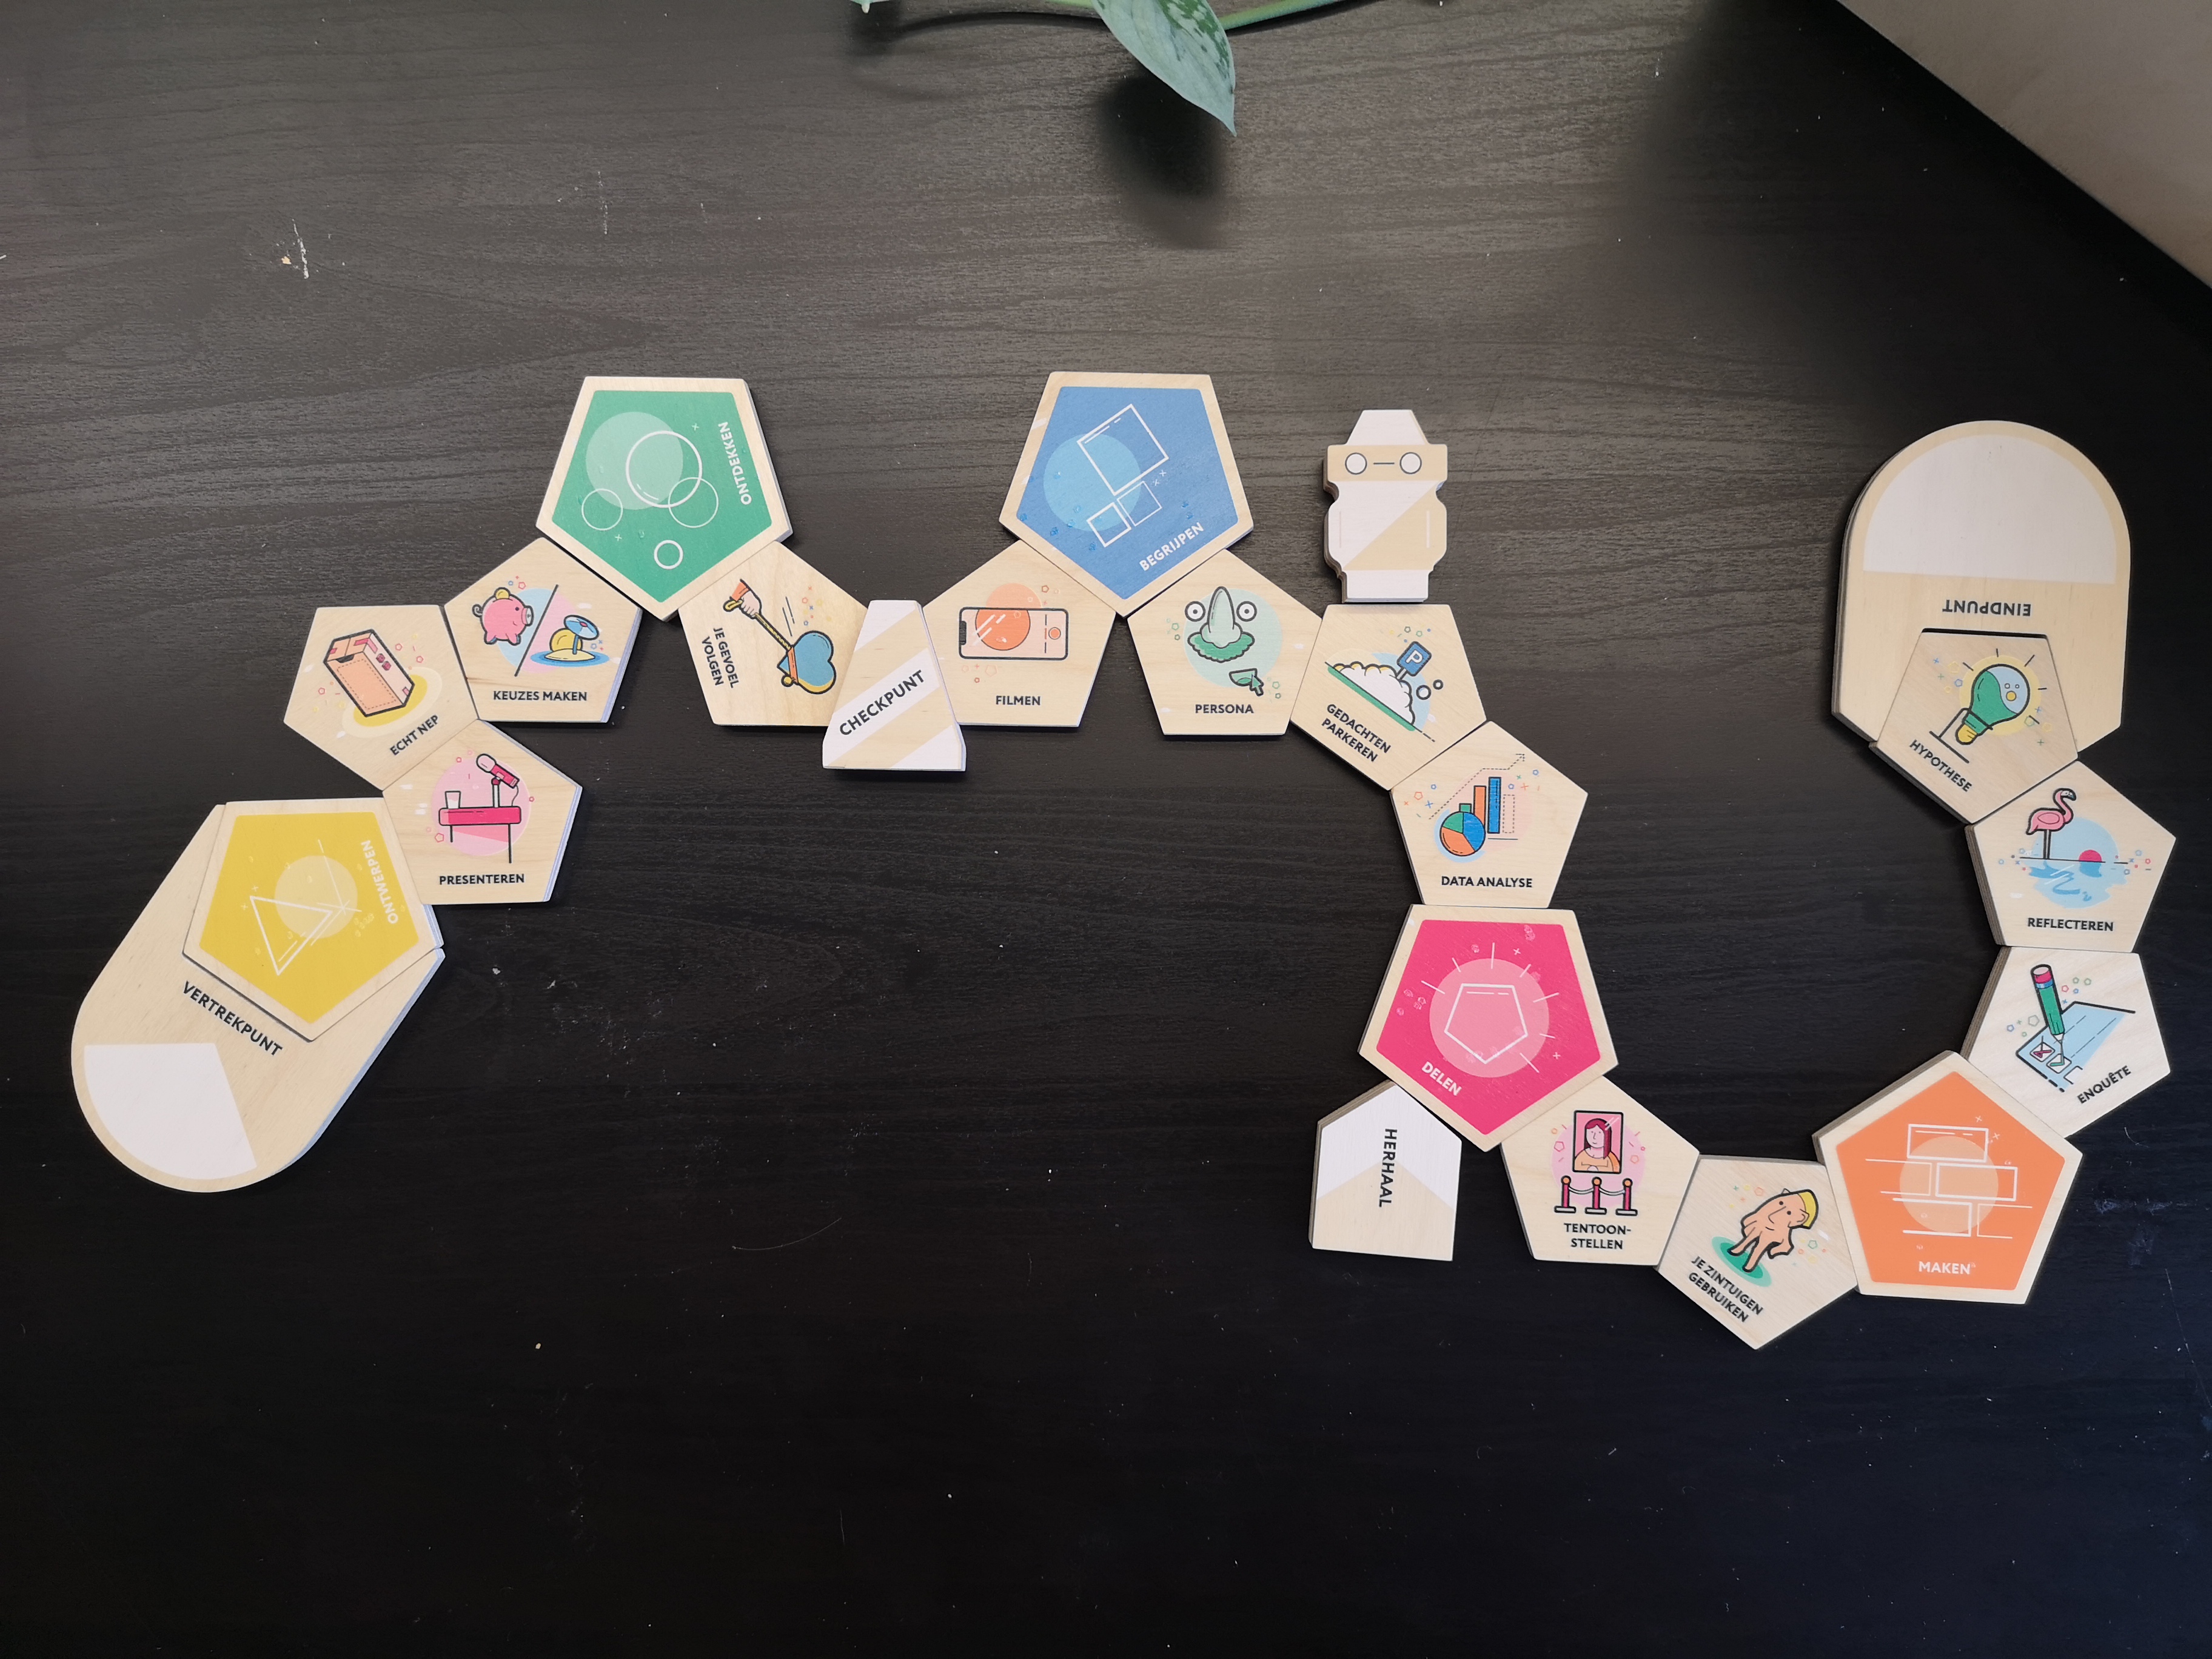 VERTREKPUNT
ONTWERPEN
PRESENTEREN
ECHT NEP
KEUZES MAKEN
ONTDEKKEN
JE GEVOEL
VOLGEN
CHECKPUNT
FILMEN
BEGRIJPEN
PERSONA
GEDACHTEN
PARKEREN
P
DATA ANALYSE
DELEN
HERHAAL
TENTOON-
STELLEN
JE ZINTUIGEN
GEBRUIKEN
MAKEN
ENQUÊTE
REFLECTEREN
HYPOTHESE
EINDPUNT